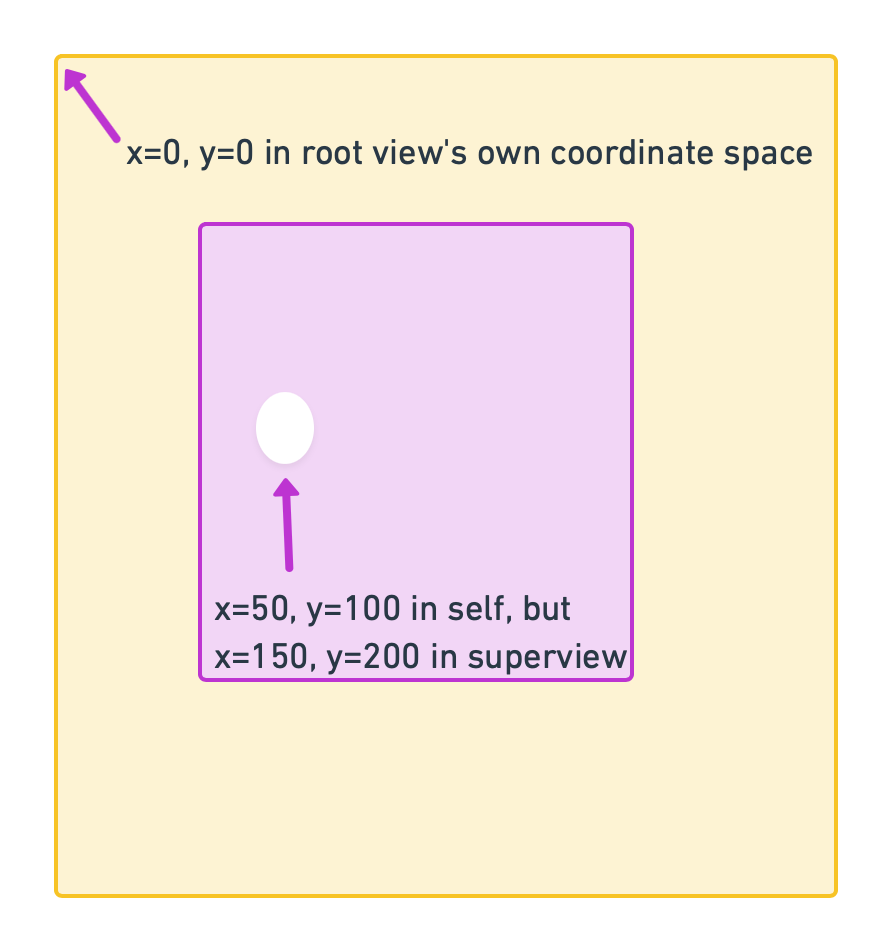 x=0, y=0 in root view's own coordinate space
x=50, y=100 in self, but
x=150, y=200 in superview